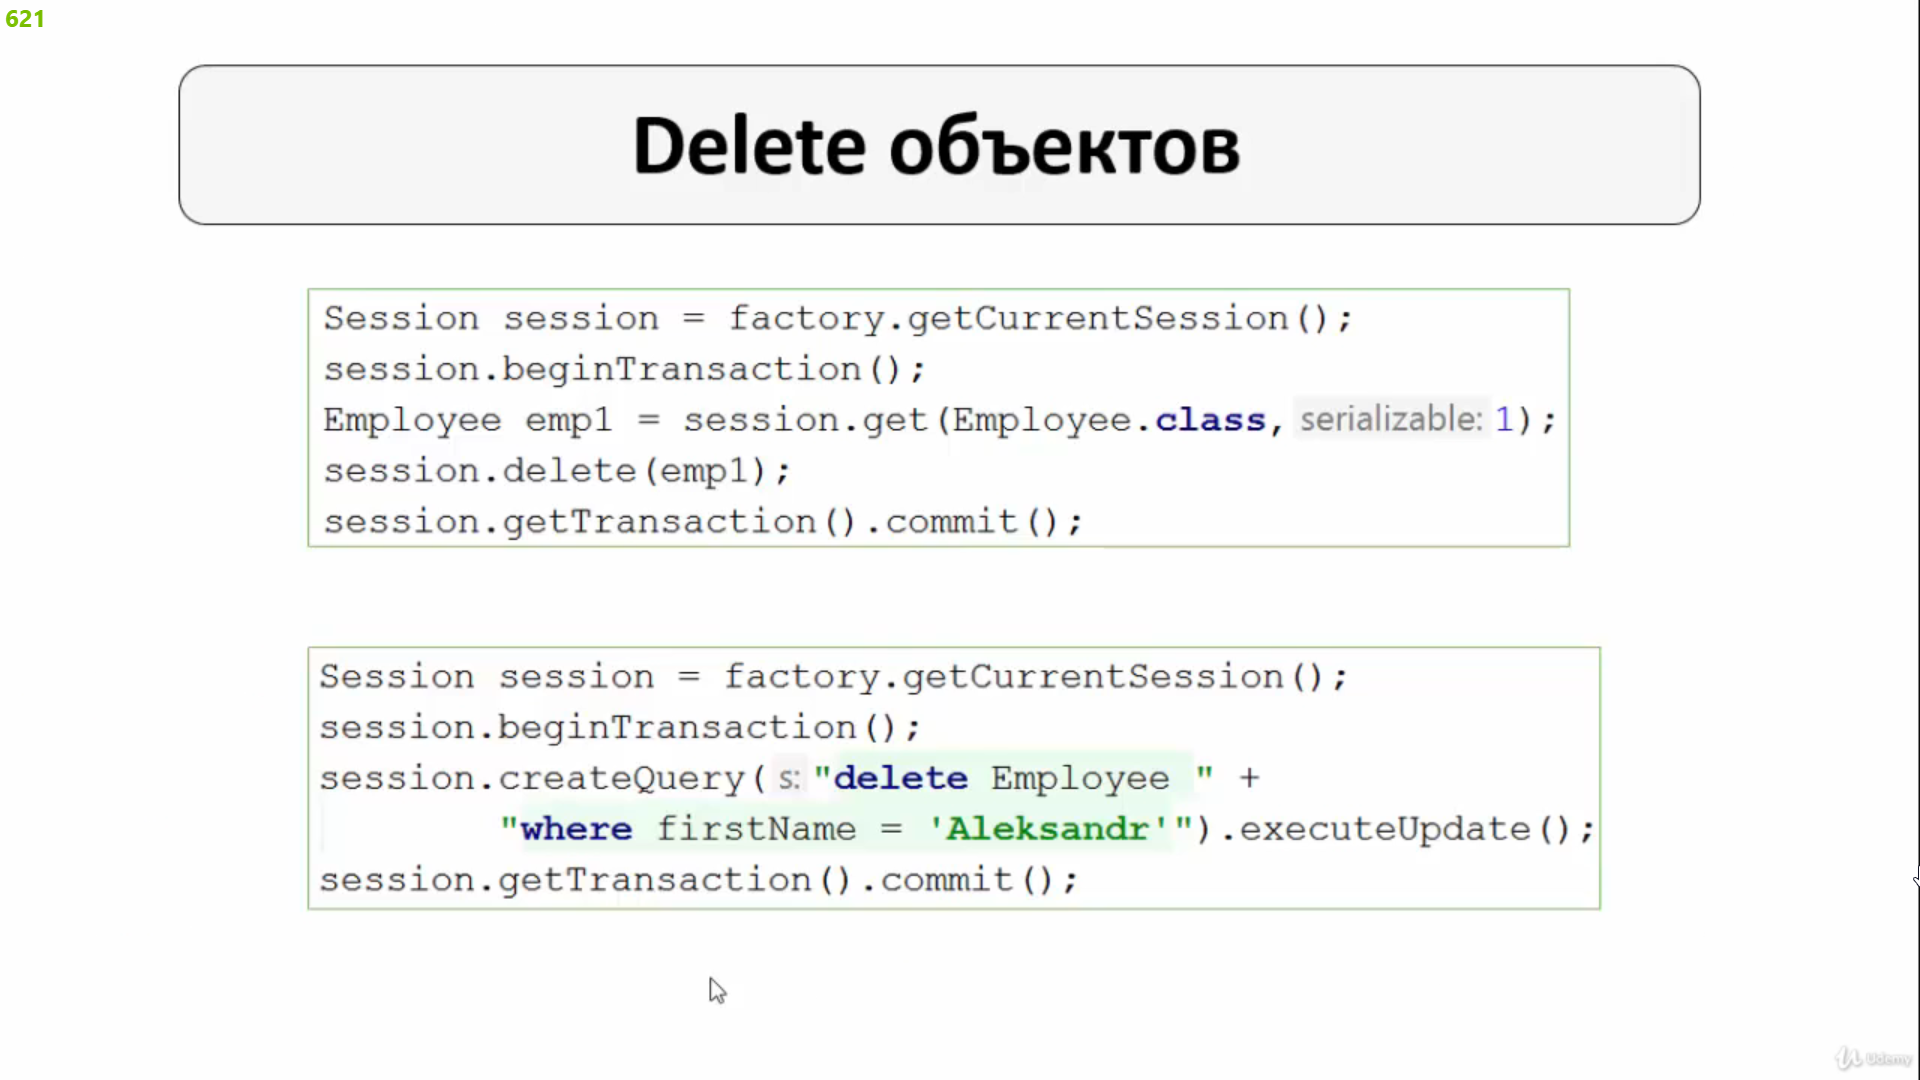 621
Delete объектов
Session session = factory.getCurrentSession();
session.beginTransaction();
Employee emp1 = session.get(Employee.class, serializable: 1);
session.delete(emp1);
session.getTransaction().commit();
Session session = factory.getCurrentSession();
session.beginTransaction();
session.createQuery( s: "delete Employee " +
"where firstName = 'Aleksandr'").executeUpdate();
session.getTransaction().commit();
Udemy